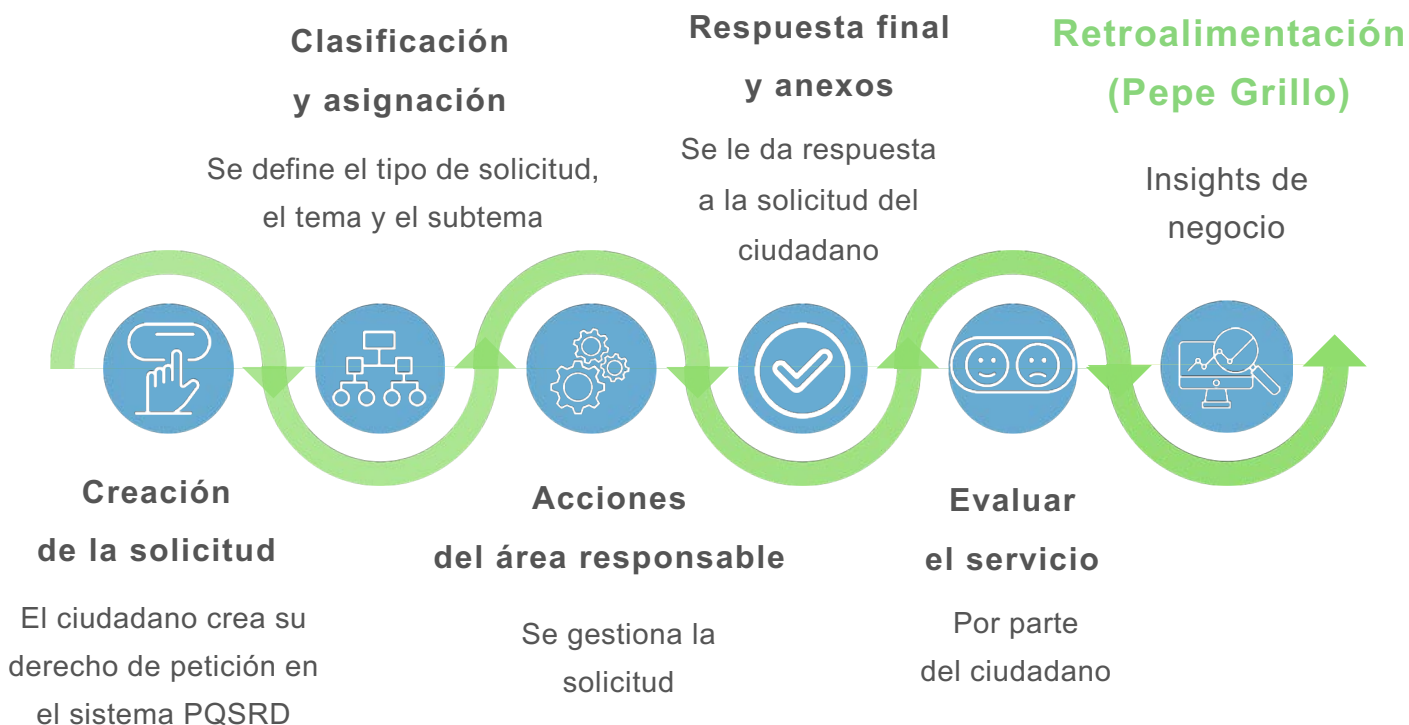 Creación
de la solicitud
El ciudadano crea su
derecho de petición en
el sistema PQSRD
Clasificación
y asignación
Se define el tipo de solicitud,
el tema y el subtema
Acciones
del área responsable
Se gestiona la
solicitud
Respuesta final
y anexos
Se le da respuesta
a la solicitud del
ciudadano
Evaluar
el servicio
Por parte
del ciudadano
Retroalimentación
(Pepe Grillo)
Insights de
negocio